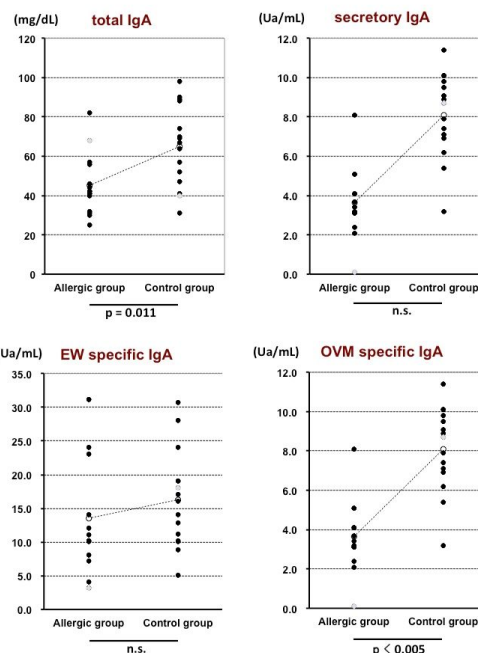 (mg/dL) total IgA
120
100
80
60
40
20
0
Allergic group Control group
p = 0.011
(Ua/mL) secretory IgA
12.0
10.0
8.0
6.0
4.0
2.0
0.0
Allergic group Control group
n.s.
Ua/mL) EW specific IgA
35.0
30.0
25.0
20.0
15.0
10.0
5.0
0.0
Allergic group Control group
n.s.
(Ua/mL) OVM specific IgA
12.0
10.0
8.0
6.0
4.0
2.0
0.0
Allergic group Control group
p < 0.005